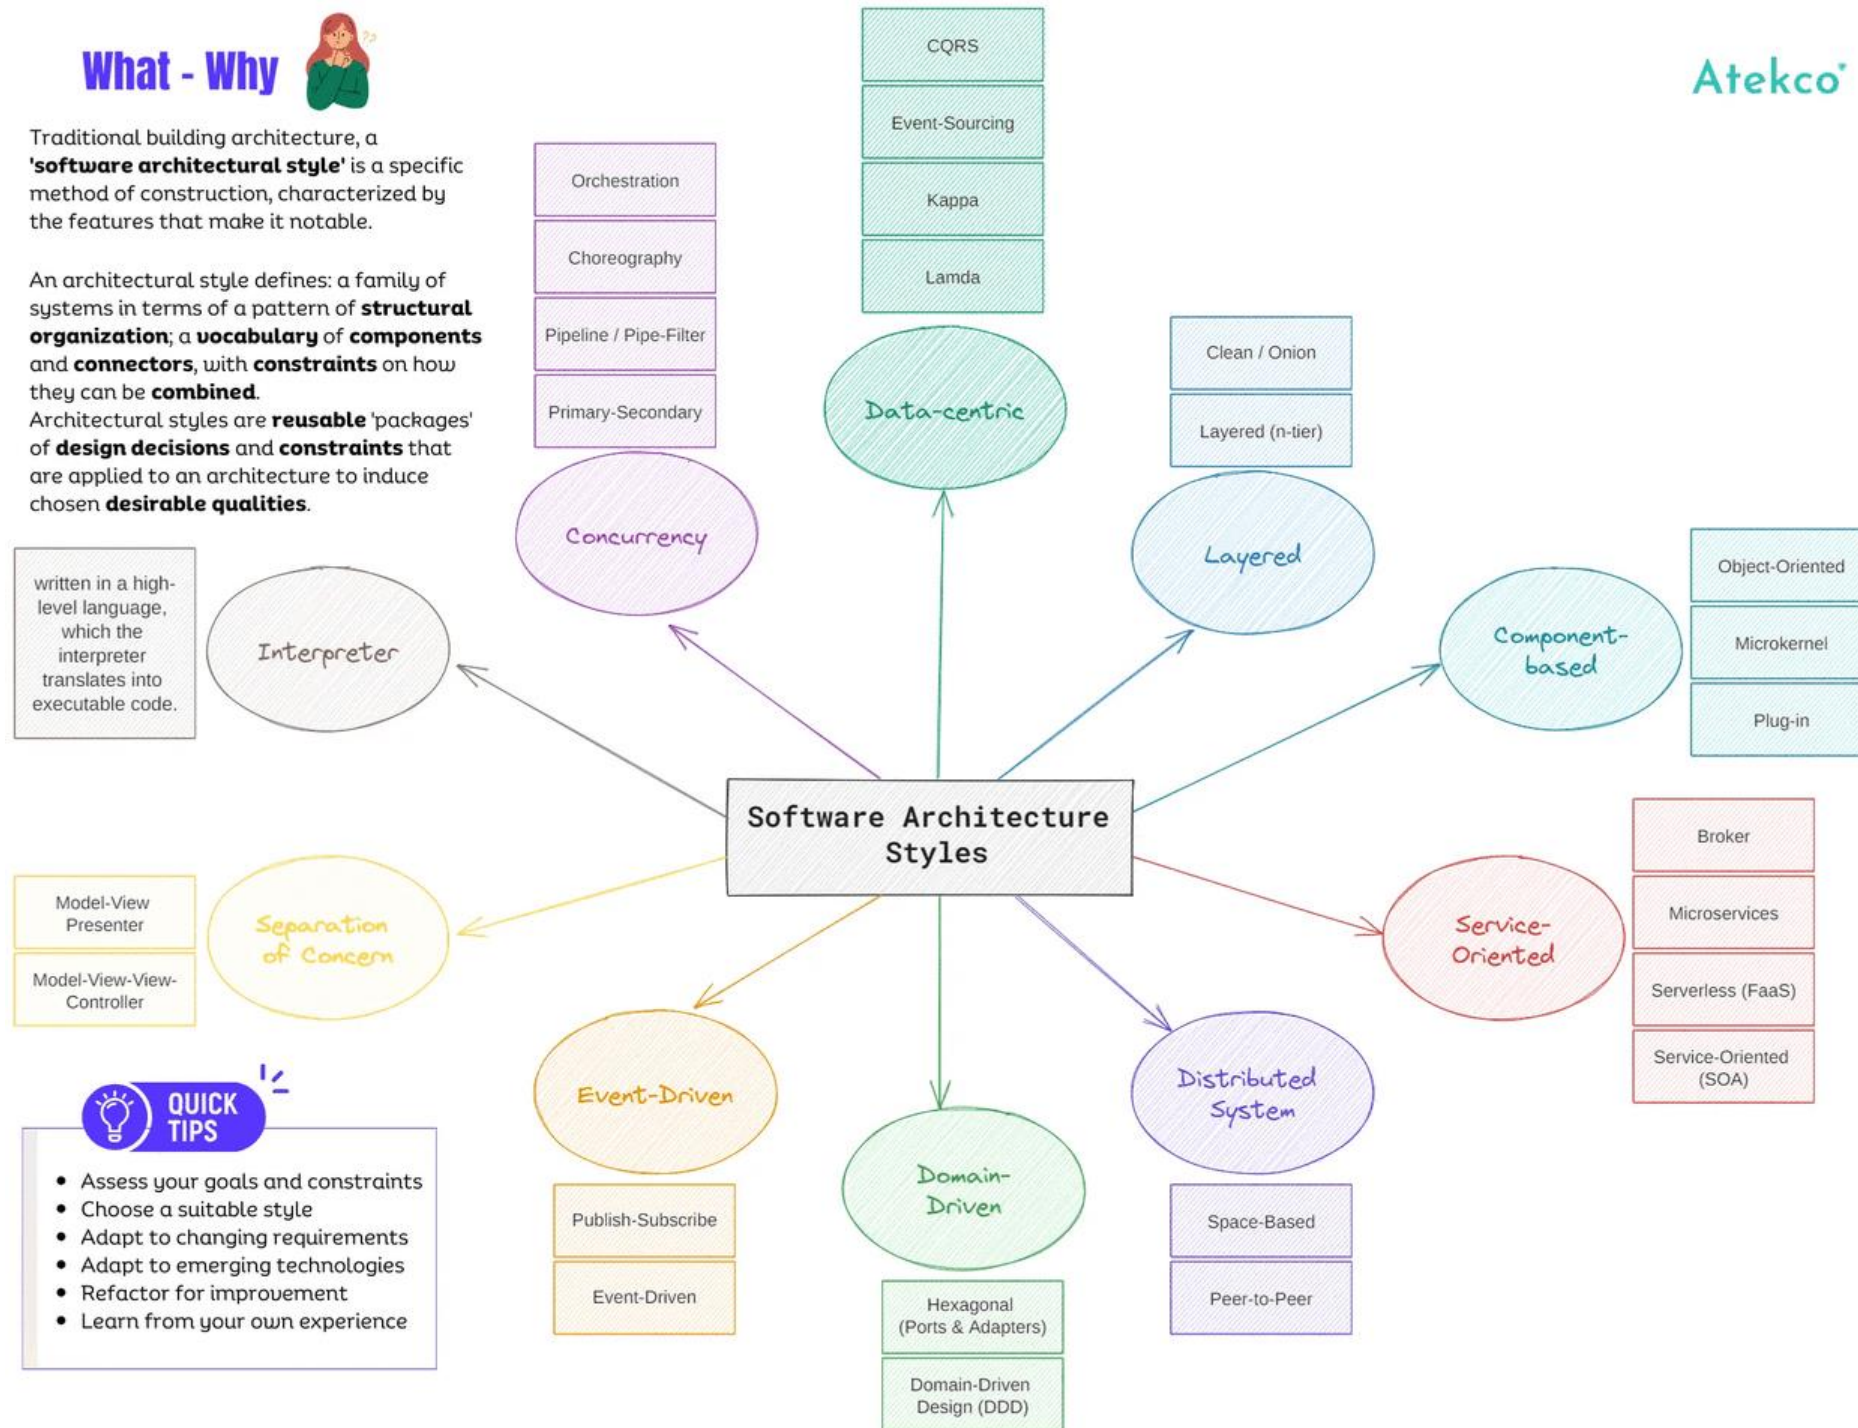 What - Why
Traditional building architecture, a
'software architectural style' is a specific
method of construction, characterized by
the features that make it notable.
An architectural style defines: a family of
systems in terms of a pattern of structural
organization; a vocabulary of components
and connectors, with constraints on how
they can be combined.
Architectural styles are reusable 'packages'
of design decisions and constraints that
are applied to an architecture to induce
chosen desirable qualities.
??
Atekco
Orchestration
Choreography
Pipeline / Pipe-Filter
Primary-Secondary
Concurrency
CQRS
Event-Sourcing
Kappa
Lamda
Data-centric
Clean / Onion
Layered (n-tier)
Layered
Component-
based
Object-Oriented
Microkernel
Plug-in
written in a high-
level language,
which the
interpreter
translates into
executable code.
Interpreter
Software Architecture
Styles
Service-
Oriented
Broker
Microservices
Serverless (FaaS)
Service-Oriented
(SOA)
Model-View
Presenter
Model-View-View-
Controller
Separation
of Concern
Event-Driven
Publish-Subscribe
Event-Driven
Domain-
Driven
Hexagonal
(Ports & Adapters)
Domain-Driven
Design (DDD)
Distributed
System
Space-Based
Peer-to-Peer
QUICK
TIPS
• Assess your goals and constraints
• Choose a suitable style
• Adapt to changing requirements
• Adapt to emerging technologies
• Refactor for improvement
• Learn from your own experience